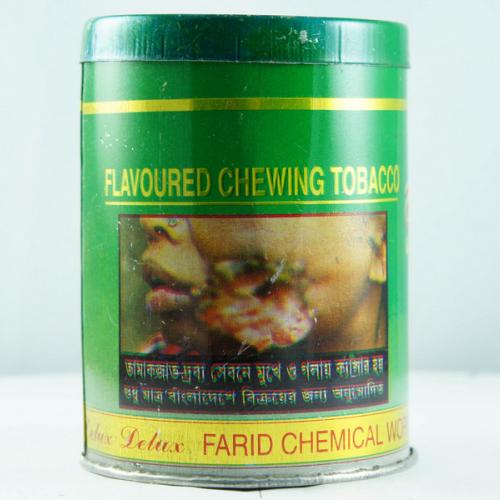 FLAVOURED CHEWING TOBACCO
তামাকজাত দ্রব্য সেবনে মুখে ও গলায় ক্যান্সার হয়
শুধু মাত্র বাংলাদেশে বিক্রয়ের জন্য অনুমোদিত
Delux FARID CHEMICAL